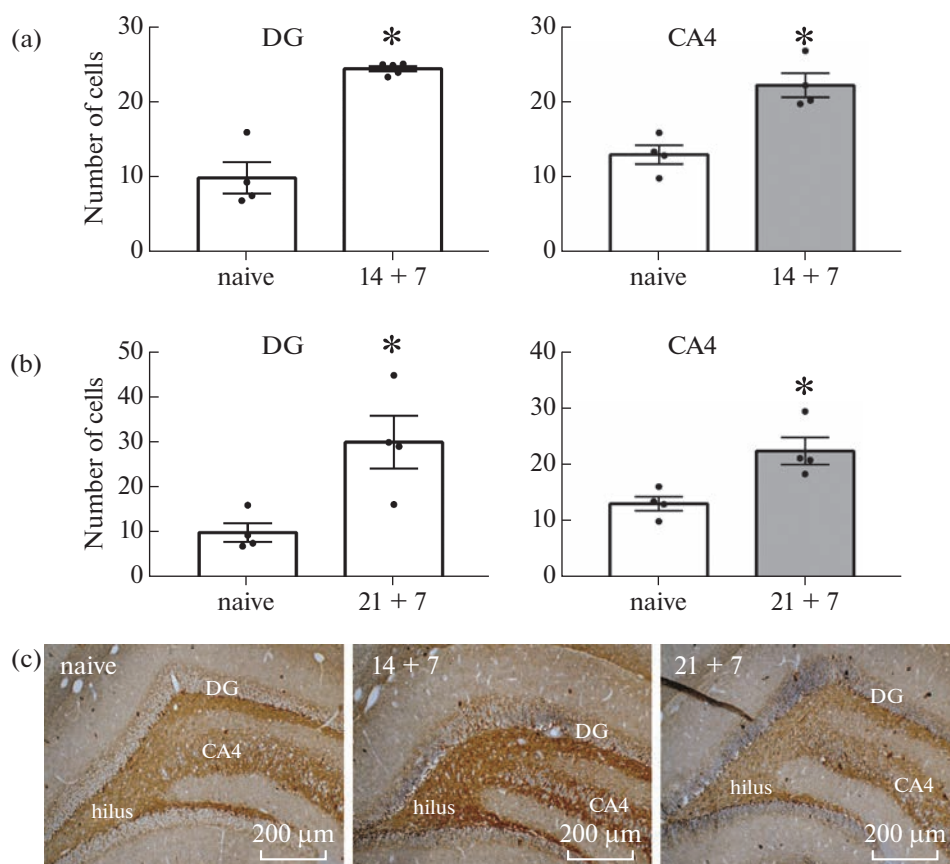 (a)
DG
*
Number of cells
30
20
10
0
naive
14 + 7
CA4
*
30
20
10
0
naive
14 + 7
(b)
DG
*
Number of cells
50
40
30
20
10
0
naive
21 + 7
CA4
*
40
30
20
10
0
naive
21 + 7
(c)
naive
DG
CA4
hilus
200 µm
14 + 7
DG
hilus
CA4
200 µm
21 + 7
DG
hilus
CA4
200 µm